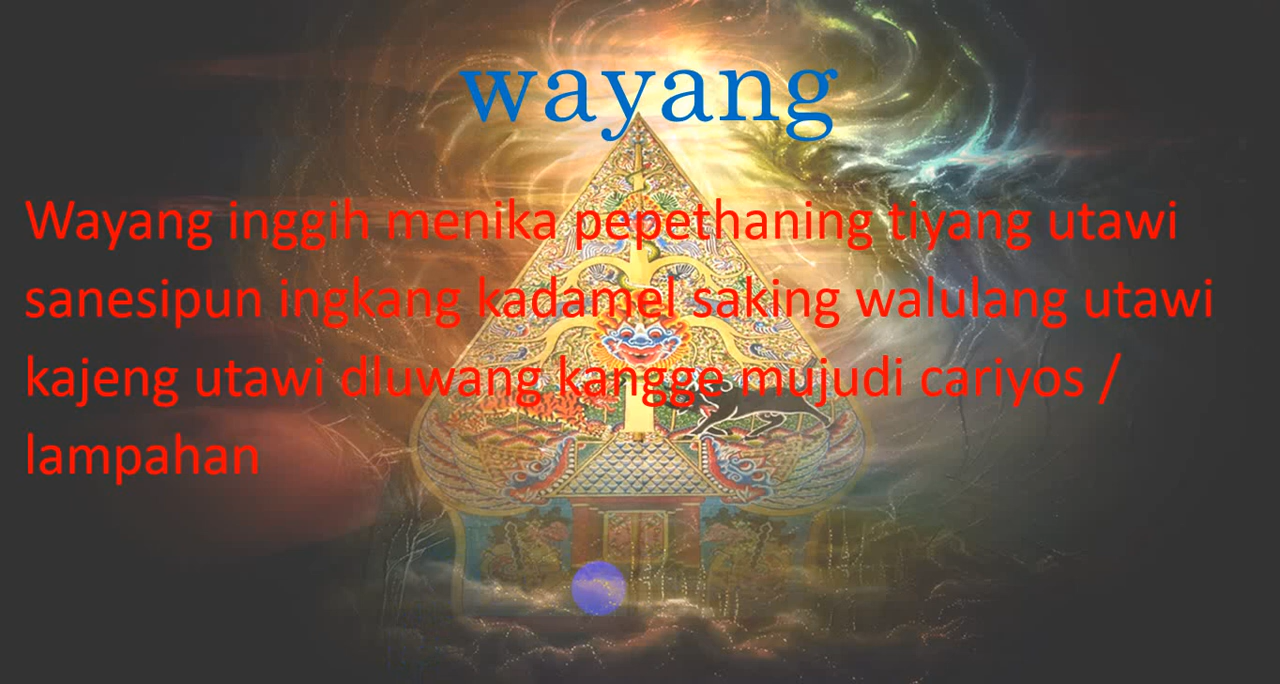 wayang
Wayang inggih menika pepethaning tiyang utawi
sanesipun ingkang kadamel saking walulang utawi
kajeng utawi dluwang kangge mujudi cariyos /
lampahan